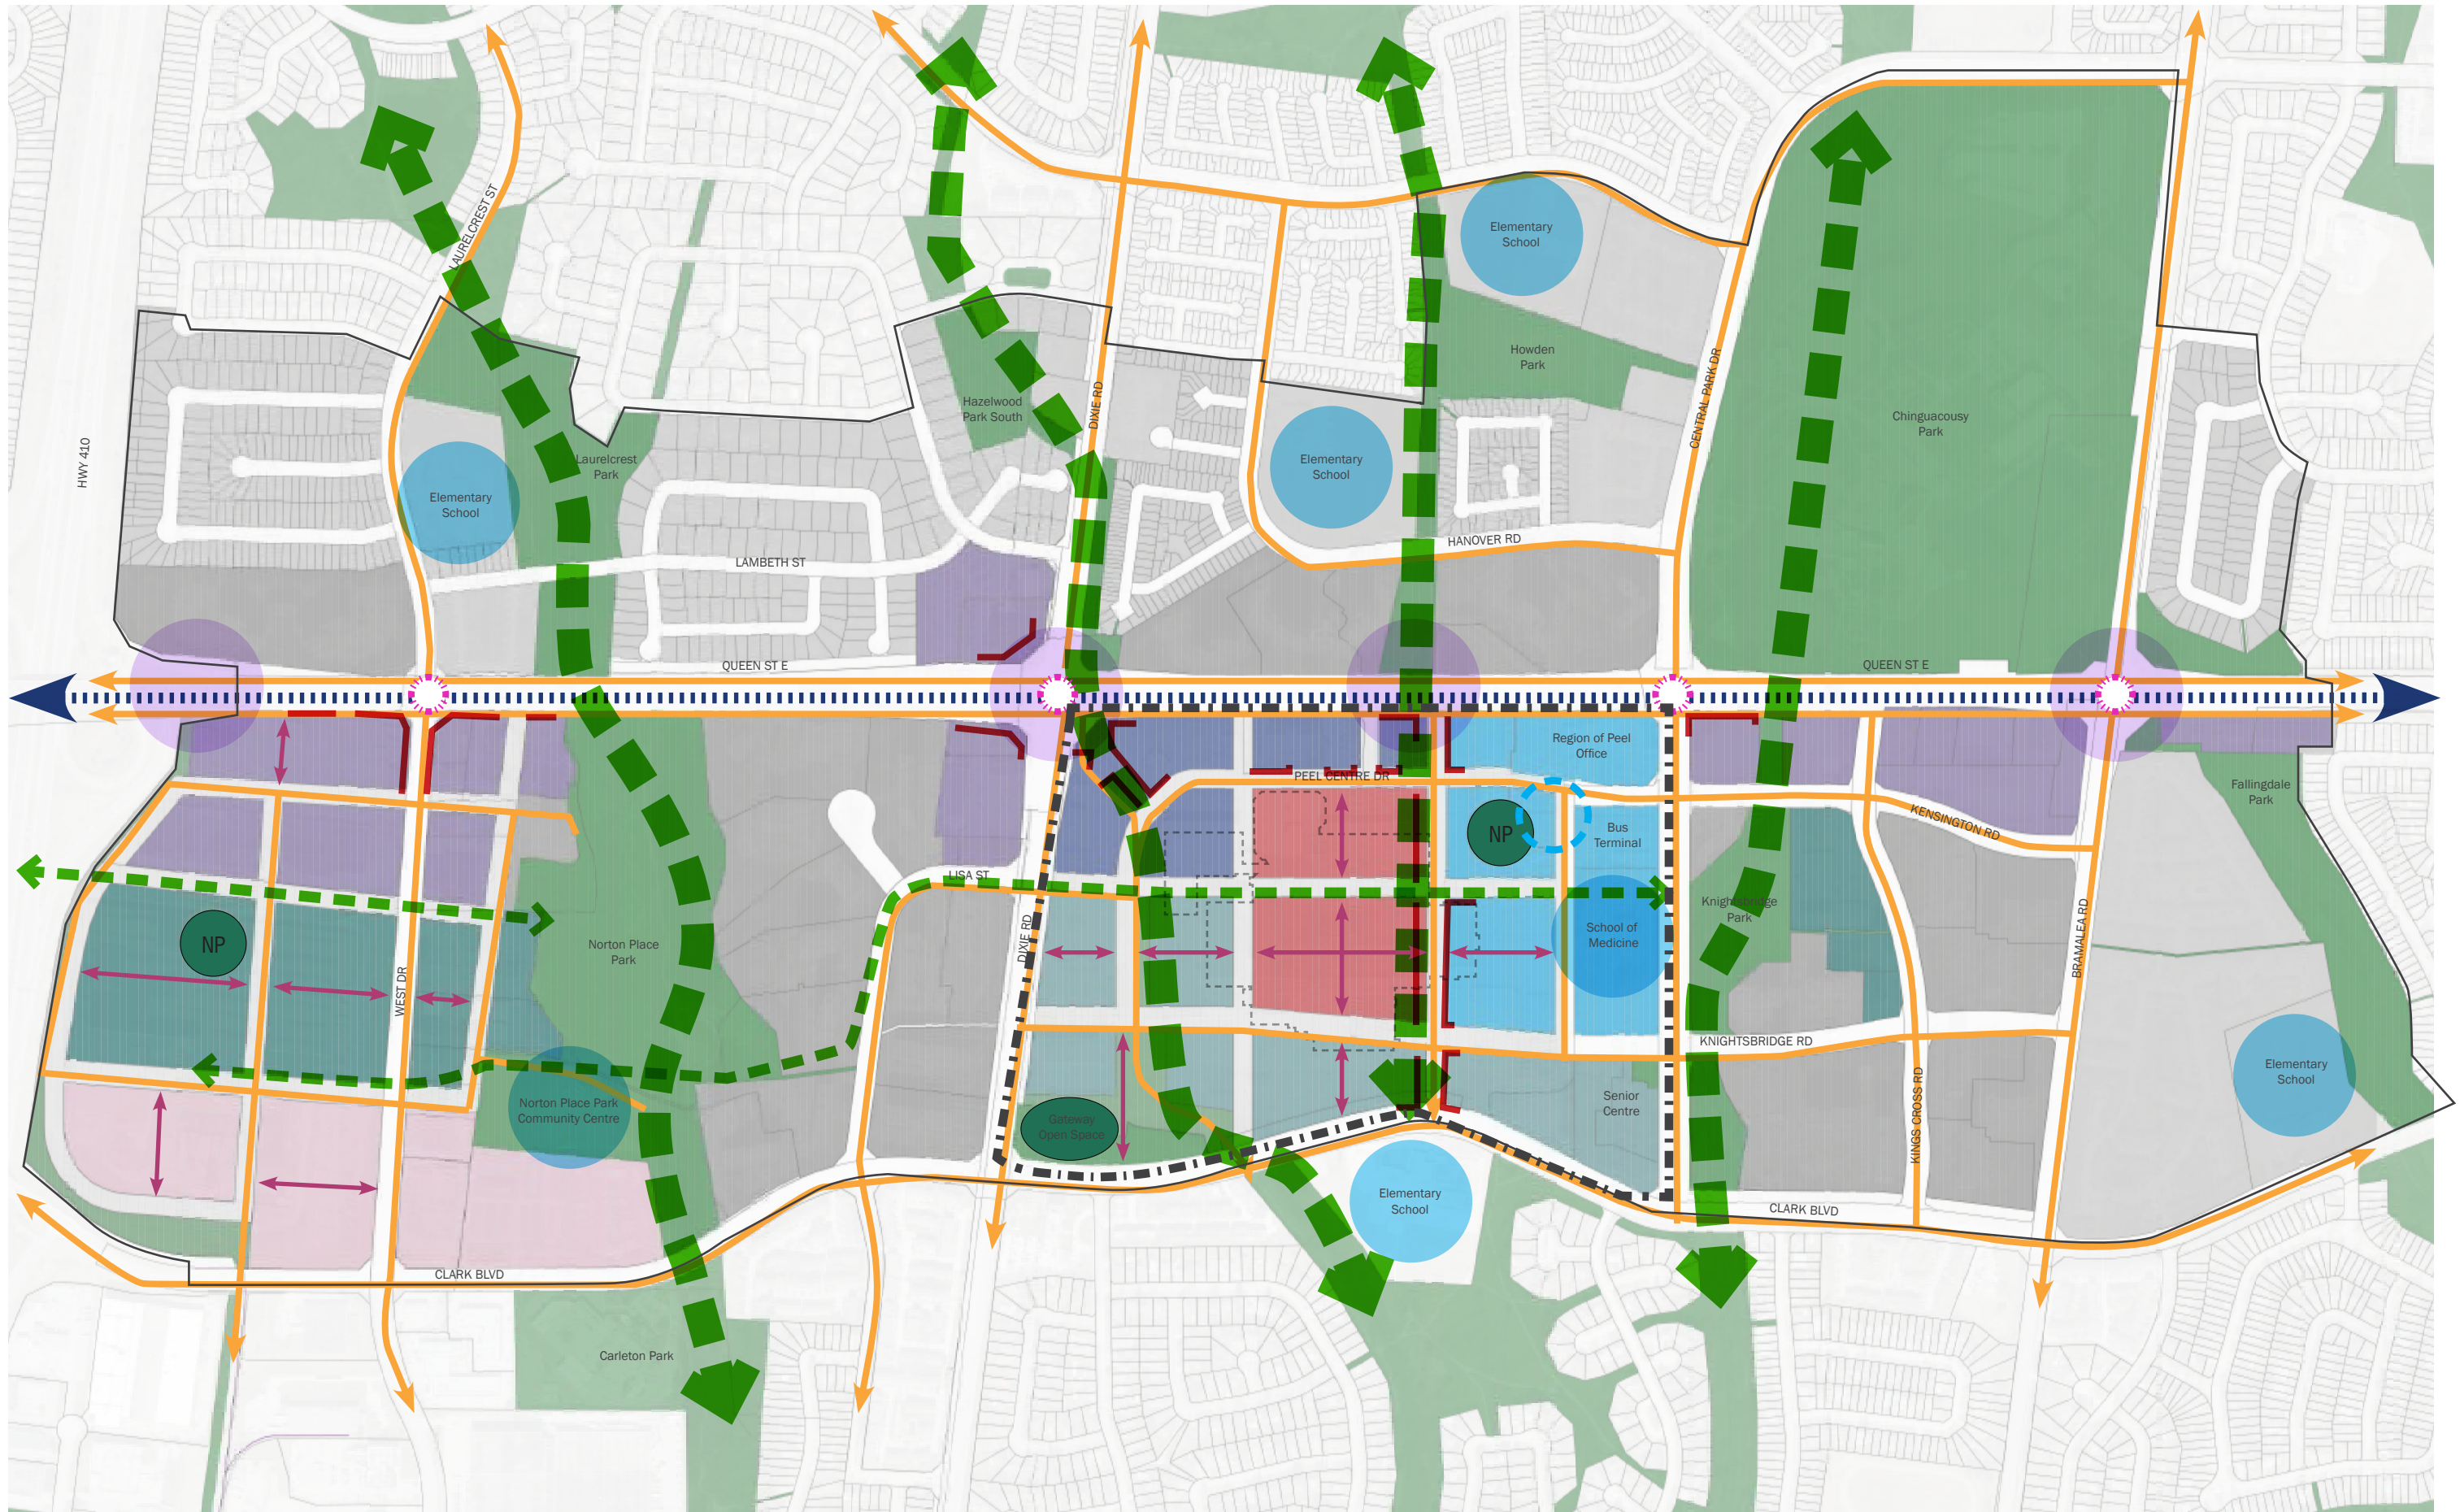 LAURELCREST ST
Elementary
School
Howden
Park
CENTRAL PARK DR
Chinguacousy
Park
DIXIE RD
Hazelwood
Park South
HWY 410
Laurelcrest
Park
Elementary
School
Elementary
School
HANOVER RD
LAMBETH ST
QUEEN ST E
QUEEN ST E
Region of Peel
Office
PEEL CENTRE DR
Fallingdale
Park
KENSINGTON RD
NP
Bus
Terminal
LISA ST
Knightsbridge
Park
NP
Norton Place
Park
DIXIE RD
School of
Medicine
BRAMALEA RD
WEST DR
KNIGHTSBRIDGE RD
Elementary
School
Norton Place Park
Community Centre
Gateway
Open Space
Senior
Centre
KINGS CROSS RD
Elementary
School
CLARK BLVD
CLARK BLVD
Carleton Park